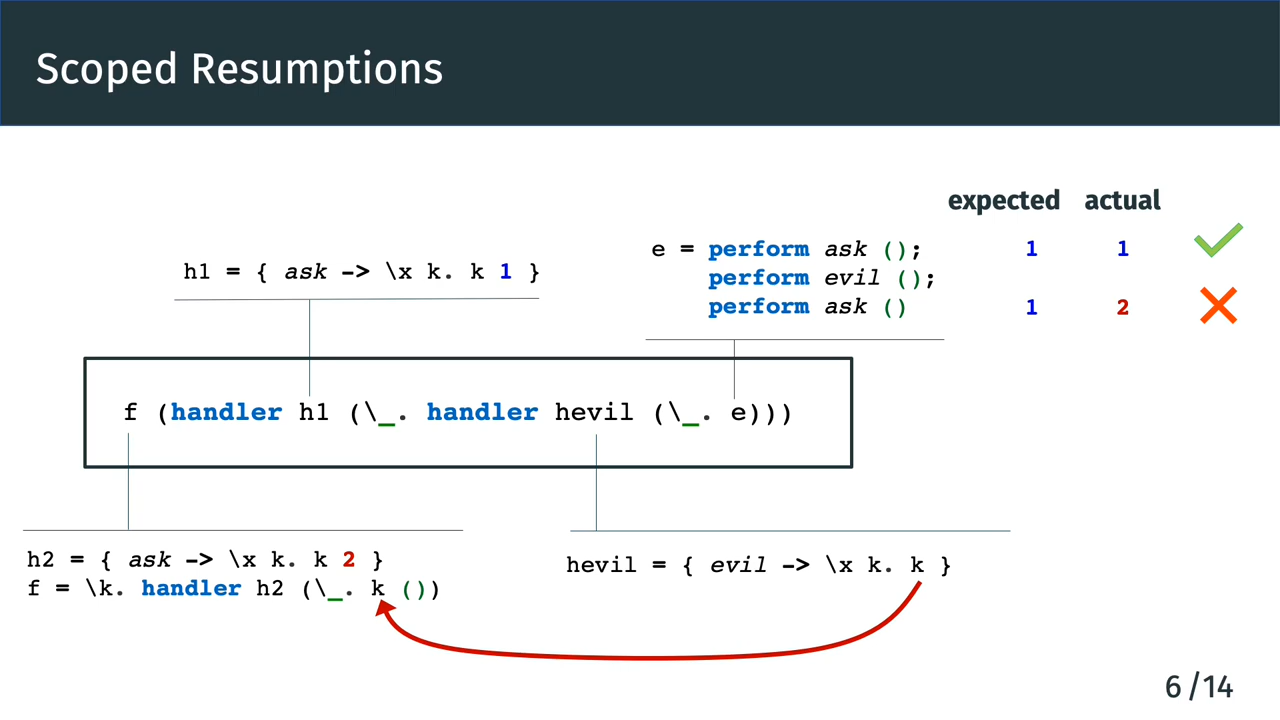 Scoped Resumptions
expected actual
h1 = { ask -> \x k. k 1 }
e = perform ask (); 1 1
perform evil ();
perform ask () 1 2
f (handler h1 (\_. handler hevil (\_. e)))
h2 = { ask -> \x k. k 2 }
f = \k. handler h2 (\_. k ())
hevil = { evil -> \x k. k }
6/14